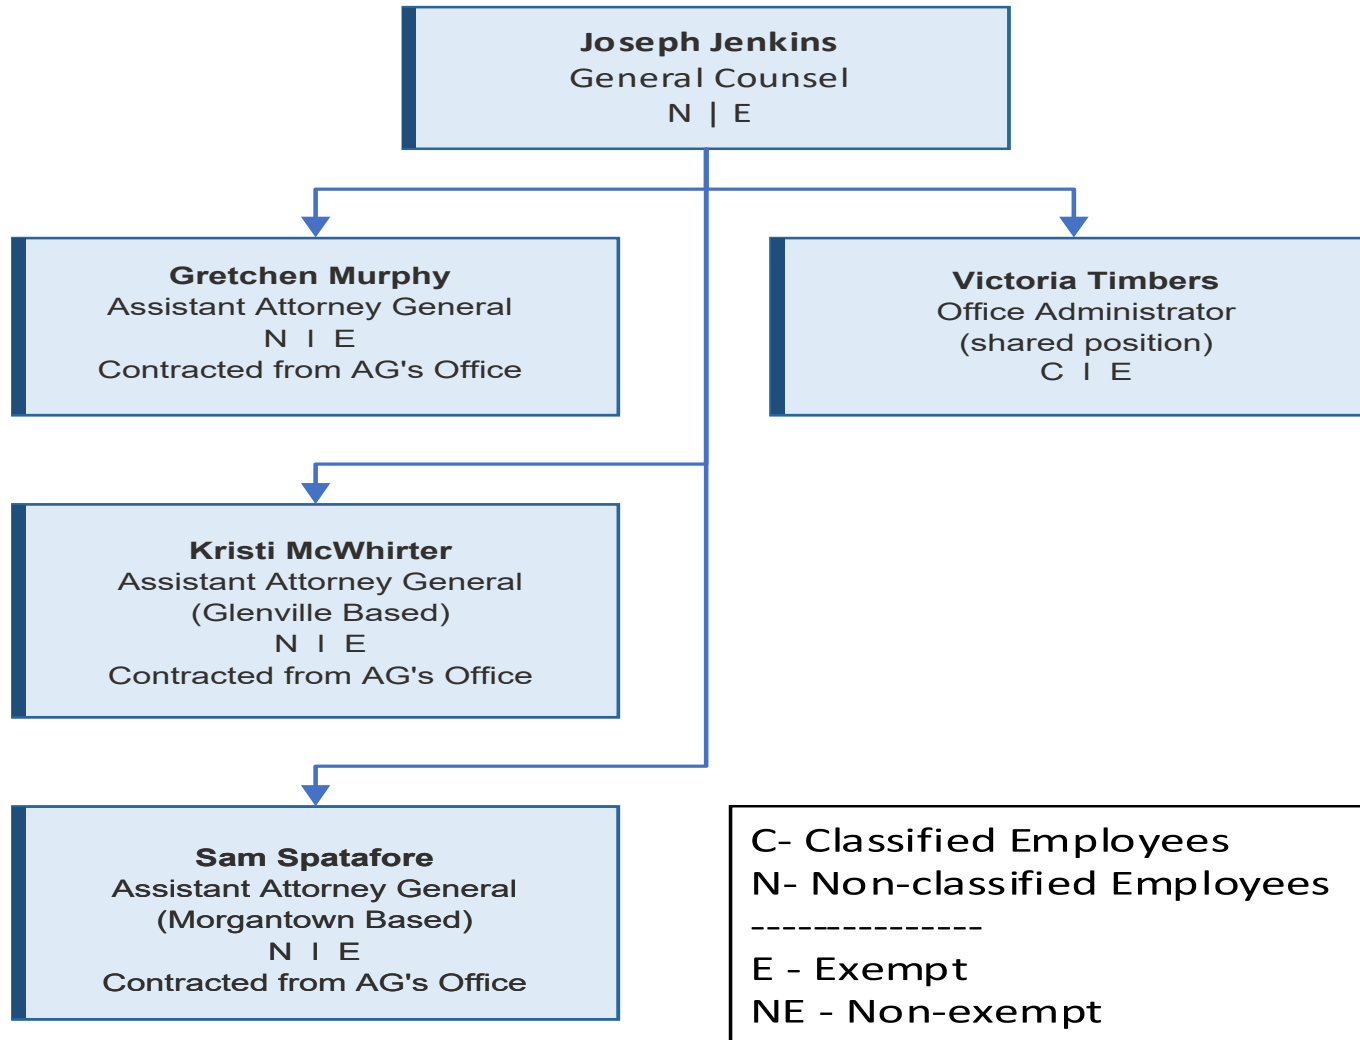 Joseph Jenkins
General Counsel
N | E
Gretchen Murphy
Assistant Attorney General
N I E
Contracted from AG's Office
Victoria Timbers
Office Administrator
(shared position)
C I E
Kristi McWhirter
Assistant Attorney General
(Glenville Based)
N I E
Contracted from AG's Office
Sam Spatafore
Assistant Attorney General
(Morgantown Based)
N I E
Contracted from AG's Office
C- Classified Employees
N- Non-classified Employees
---------------
E - Exempt
NE - Non-exempt